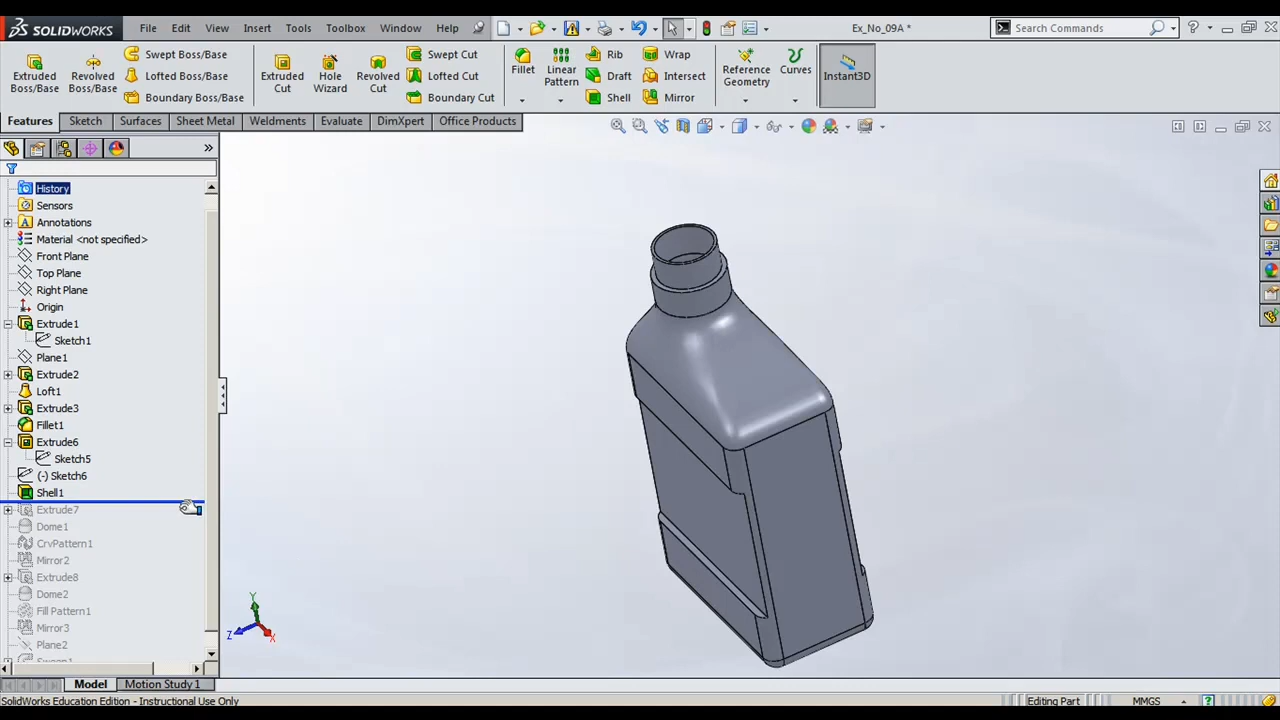 SOLIDWORKS File Edit View Insert Tools Toolbox Window Help Ex_No_09A * Search Commands
Extruded Boss/Base Revolved Boss/Base Swept Boss/Base Lofted Boss/Base Boundary Boss/Base Extruded Cut Hole Wizard Revolved Cut Swept Cut Lofted Cut Boundary Cut Fillet Linear Pattern Rib Draft Shell Wrap Intersect Mirror Reference Geometry Curves Instant3D
Features Sketch Surfaces Sheet Metal Weldments Evaluate DimXpert Office Products
History
Sensors
Annotations
Material <not specified>
Front Plane
Top Plane
Right Plane
Origin
Extrude1
Sketch1
Plane1
Extrude2
Loft1
Extrude3
Fillet1
Extrude6
Sketch5
(-) Sketch6
Shell1
Extrude7
Dome1
CrvPattern1
Mirror2
Extrude8
Dome2
Fill Pattern1
Mirror3
Plane2
Sweep1
Y
Z X
Model Motion Study 1
SolidWorks Education Edition - Instructional Use Only Editing Part MMGS